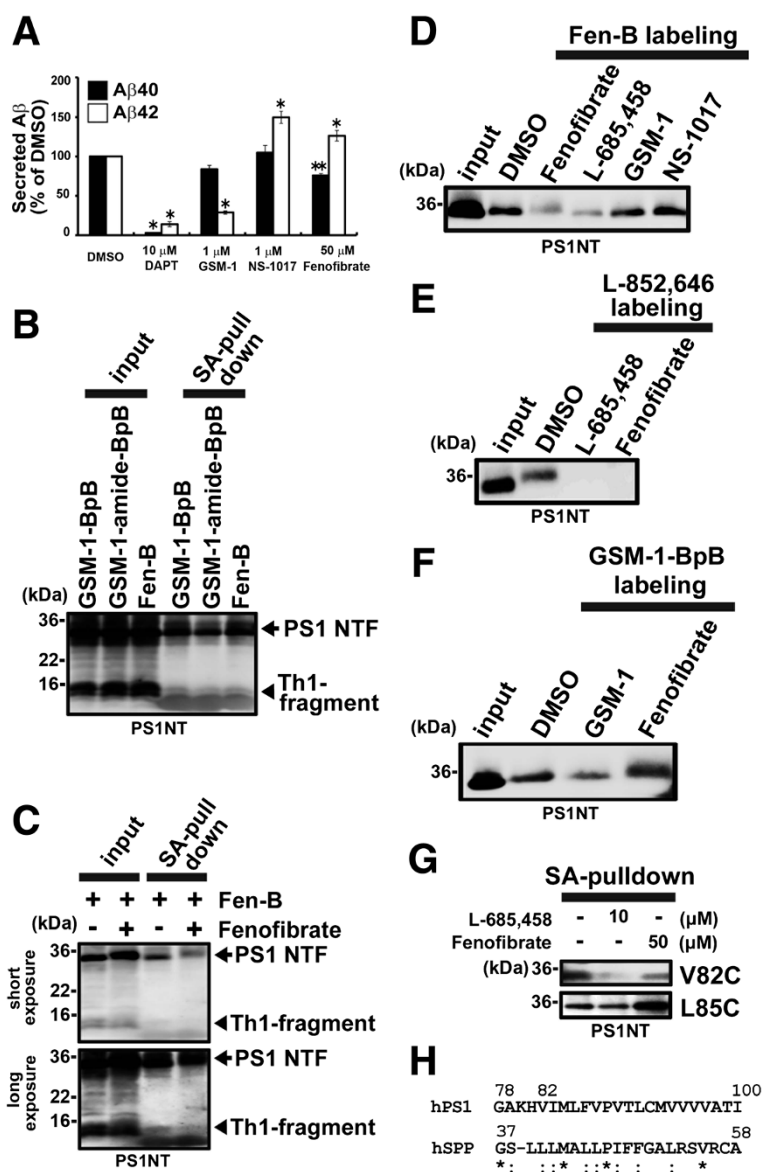 A
Secreted Aβ
(% of DMSO)
200
150
100
50
0
Aβ40
Aβ42
* * * * ** *
DMSO
10 μM DAPT
1 μM GSM-1
1 μM NS-1017
50 μM Fenofibrate
B
input
SA-pull down
GSM-1-BpB
GSM-1-amide-BpB
Fen-B
GSM-1-BpB
GSM-1-amide-BpB
Fen-B
(kDa)
36-
22-
16-
PS1 NTF
Th1-
fragment
PS1NT
C
input
SA-pull down
+ + + + Fen-B
(kDa) - + - + Fenofibrate
short exposure
36-
22-
16-
PS1 NTF
Th1-fragment
long exposure
36-
22-
16-
PS1 NTF
Th1-fragment
PS1NT
D
Fen-B labeling
input
DMSO
Fenofibrate
L-685,458
GSM-1
NS-1017
(kDa)
36-
PS1NT
E
L-852,646
labeling
input
DMSO
L-685,458
Fenofibrate
(kDa)
36-
PS1NT
F
GSM-1-BpB
labeling
input
DMSO
GSM-1
Fenofibrate
(kDa)
36-
PS1NT
G
SA-pulldown
L-685,458 - 10 - (μM)
Fenofibrate - - 50 (μM)
(kDa) 36- V82C
36- L85C
PS1NT
H
78 82 100
hPS1 GAKHVIMLFVPVTLCMVVVVATI
37 58
hSPP GS-LLLMALLPIFFGALRSVRCA
*: ::* ::*: : * :